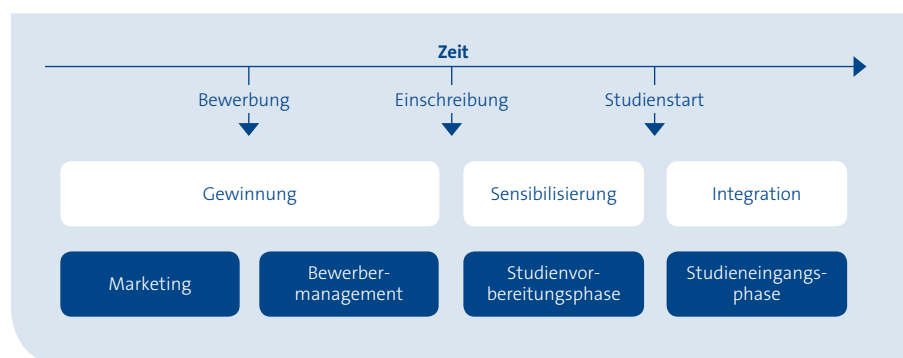 Zeit
Bewerbung
Einschreibung
Studienstart
Gewinnung
Sensibilisierung
Integration
Marketing
Bewerber-
management
Studienvor-
bereitungsphase
Studieneingangs-
phase